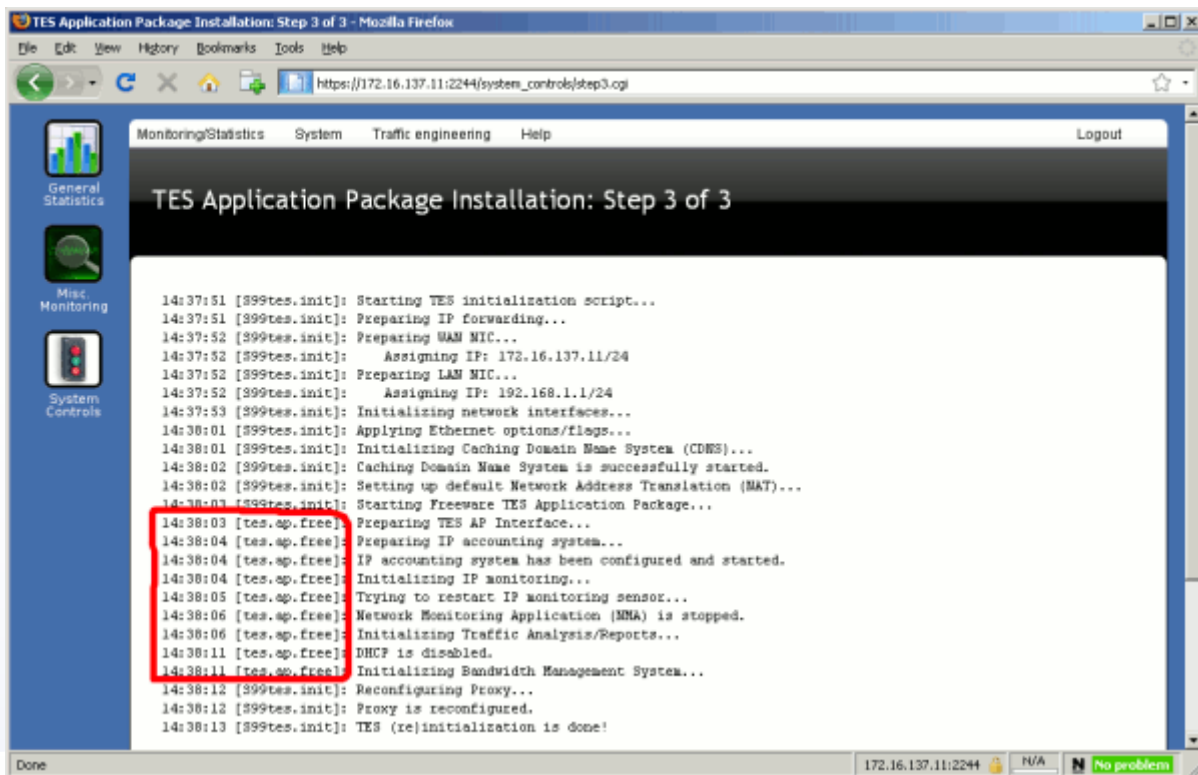 TES Application Package Installation: Step 3 of 3 - Mozilla Firefox
File Edit View History Bookmarks Tools Help
https://172.16.137.11:2244/system_controls/step3.cgi
Monitoring/Statistics System Traffic engineering Help Logout
General
Statistics
TES Application Package Installation: Step 3 of 3
Misc.
Monitoring
System
Controls
14:37:51 [S99tes.init]: Starting TES initialization script...
14:37:51 [S99tes.init]: Preparing IP forwarding...
14:37:52 [S99tes.init]: Preparing WAN NIC...
14:37:52 [S99tes.init]: Assigning IP: 172.16.137.11/24
14:37:52 [S99tes.init]: Preparing LAN NIC...
14:37:52 [S99tes.init]: Assigning IP: 192.168.1.1/24
14:37:53 [S99tes.init]: Initializing network interfaces...
14:38:01 [S99tes.init]: Applying Ethernet options/flags...
14:38:01 [S99tes.init]: Initializing Caching Domain Name System (CDNS)...
14:38:02 [S99tes.init]: Caching Domain Name System is successfully started.
14:38:02 [S99tes.init]: Setting up default Network Address Translation (NAT)...
14:38:03 [S99tes.init]: Starting Freeware TES Application Package...
14:38:03 [tes.ap.free]: Preparing TES AP Interface...
14:38:04 [tes.ap.free]: Preparing IP accounting system...
14:38:04 [tes.ap.free]: IP accounting system has been configured and started.
14:38:04 [tes.ap.free]: Initializing IP monitoring...
14:38:05 [tes.ap.free]: Trying to restart IP monitoring sensor...
14:38:06 [tes.ap.free]: Network Monitoring Application (NMA) is stopped.
14:38:06 [tes.ap.free]: Initializing Traffic Analysis/Reports...
14:38:11 [tes.ap.free]: DHCP is disabled.
14:38:11 [tes.ap.free]: Initializing Bandwidth Management System...
14:38:12 [S99tes.init]: Reconfiguring Proxy...
14:38:12 [S99tes.init]: Proxy is reconfigured.
14:38:13 [S99tes.init]: TES (re)initialization is done!
Done 172.16.137.11:2244 N/A N No problem